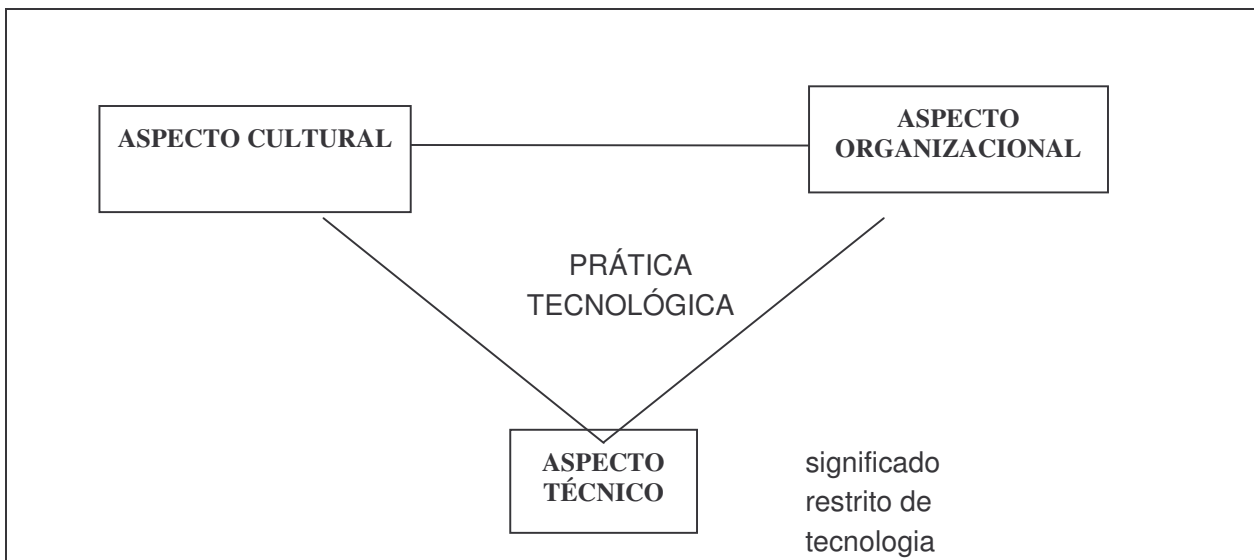 ASPECTO CULTURAL
ASPECTO
ORGANIZACIONAL
PRÁTICA
TECNOLÓGICA
ASPECTO
TÉCNICO
significado
restrito de
tecnologia